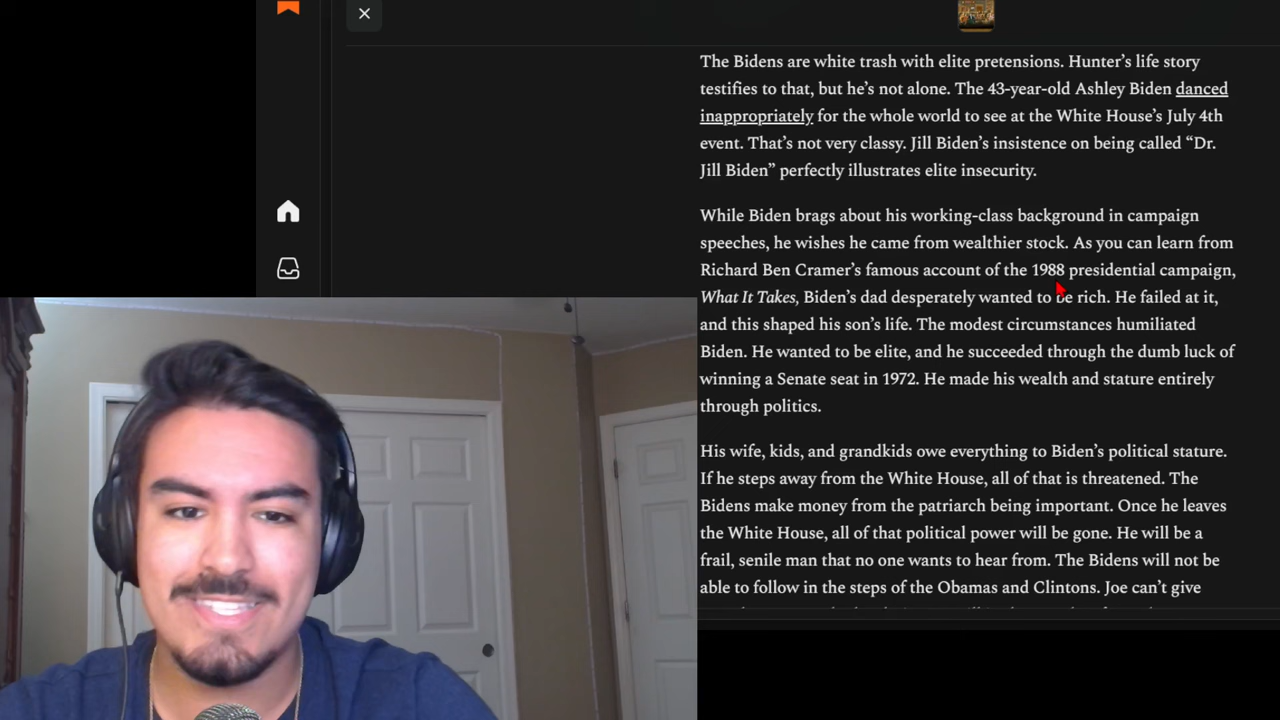 The Bidens are white trash with elite pretensions. Hunter’s life story
testifies to that, but he’s not alone. The 43-year-old Ashley Biden danced
inappropriately for the whole world to see at the White House’s July 4th
event. That’s not very classy. Jill Biden’s insistence on being called “Dr.
Jill Biden” perfectly illustrates elite insecurity.
While Biden brags about his working-class background in campaign
speeches, he wishes he came from wealthier stock. As you can learn from
Richard Ben Cramer’s famous account of the 1988 presidential campaign,
What It Takes, Biden’s dad desperately wanted to be rich. He failed at it,
and this shaped his son’s life. The modest circumstances humiliated
Biden. He wanted to be elite, and he succeeded through the dumb luck of
winning a Senate seat in 1972. He made his wealth and stature entirely
through politics.
His wife, kids, and grandkids owe everything to Biden’s political stature.
If he steps away from the White House, all of that is threatened. The
Bidens make money from the patriarch being important. Once he leaves
the White House, all of that political power will be gone. He will be a
frail, senile man that no one wants to hear from. The Bidens will not be
able to follow in the steps of the Obamas and Clintons. Joe can’t give